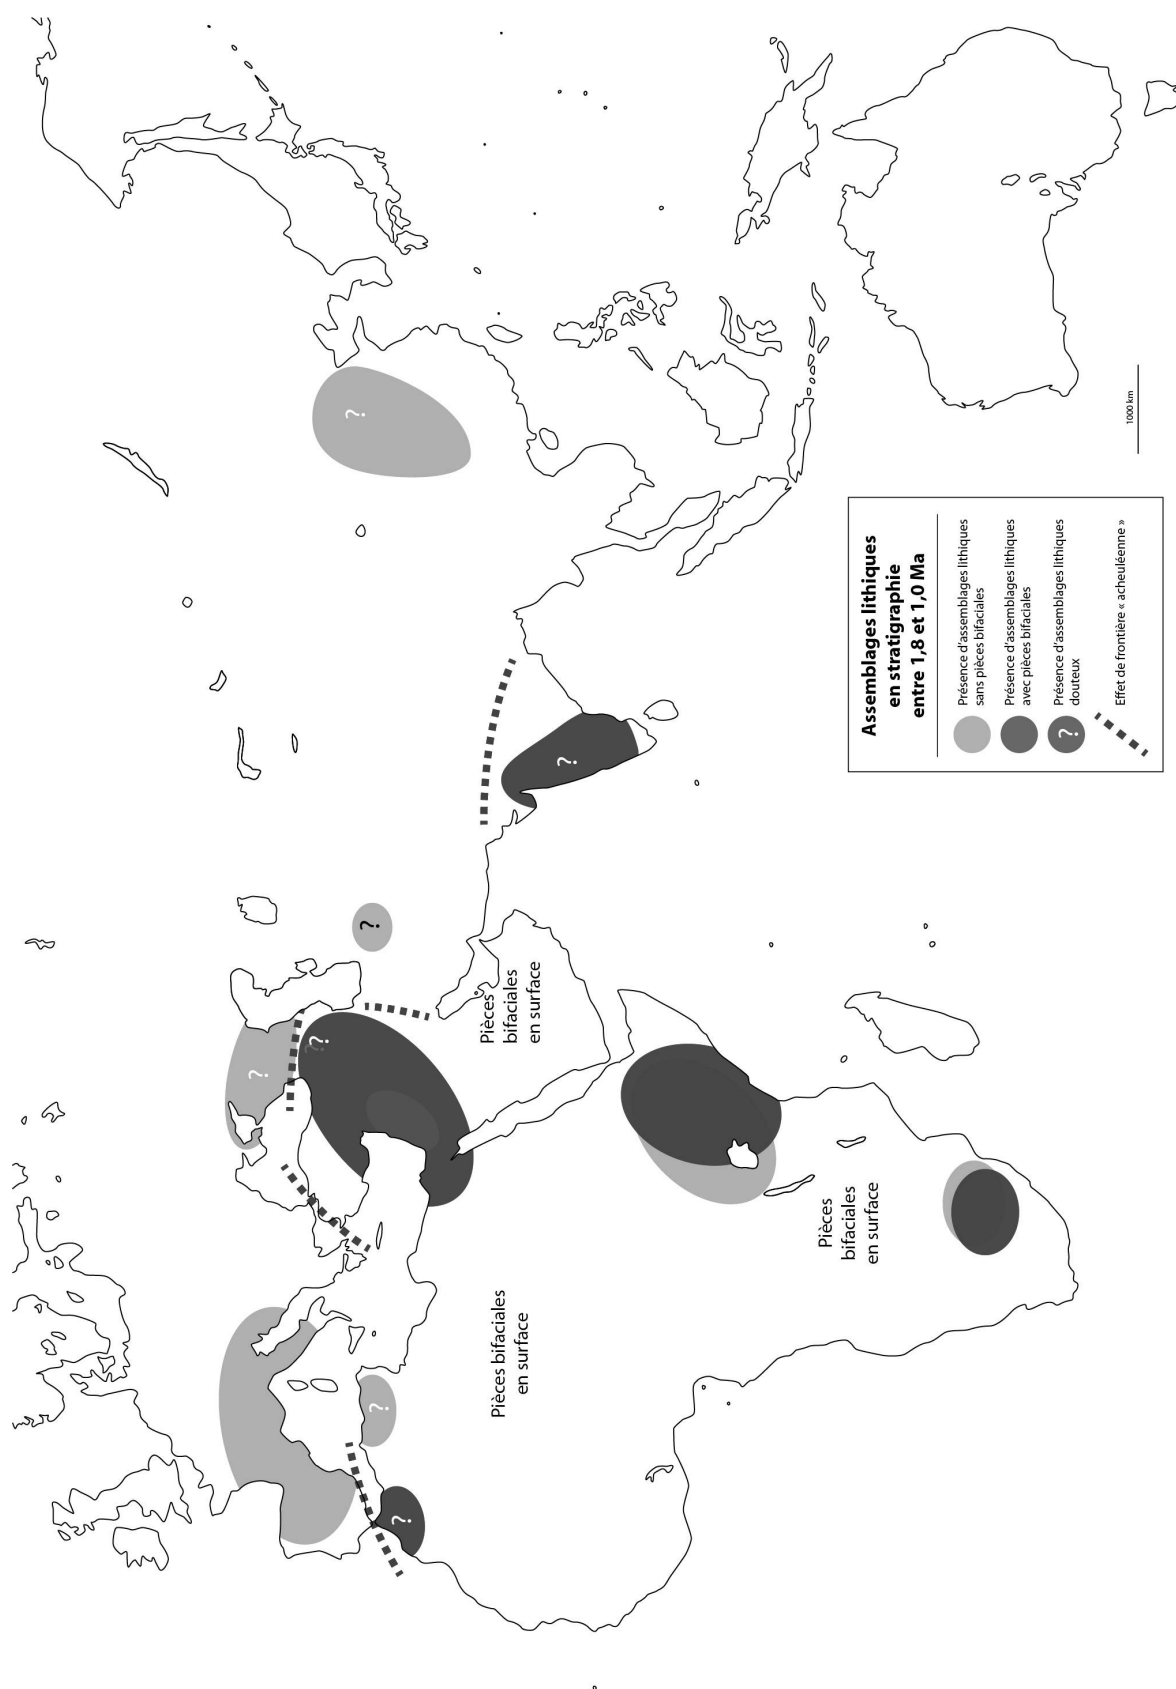 Assemblages lithiques
en stratigraphie
entre 1,8 et 1,0 Ma
Présence d'assemblages lithiques
sans pièces bifaciales
Présence d'assemblages lithiques
avec pièces bifaciales
?
Présence d'assemblages lithiques
douteux
Effet de frontière « acheuléenne »
1000 km
Pièces bifaciales
en surface
Pièces
bifaciales
en surface
Pièces
bifaciales
en surface
?
?
?
?
?
?
?
?